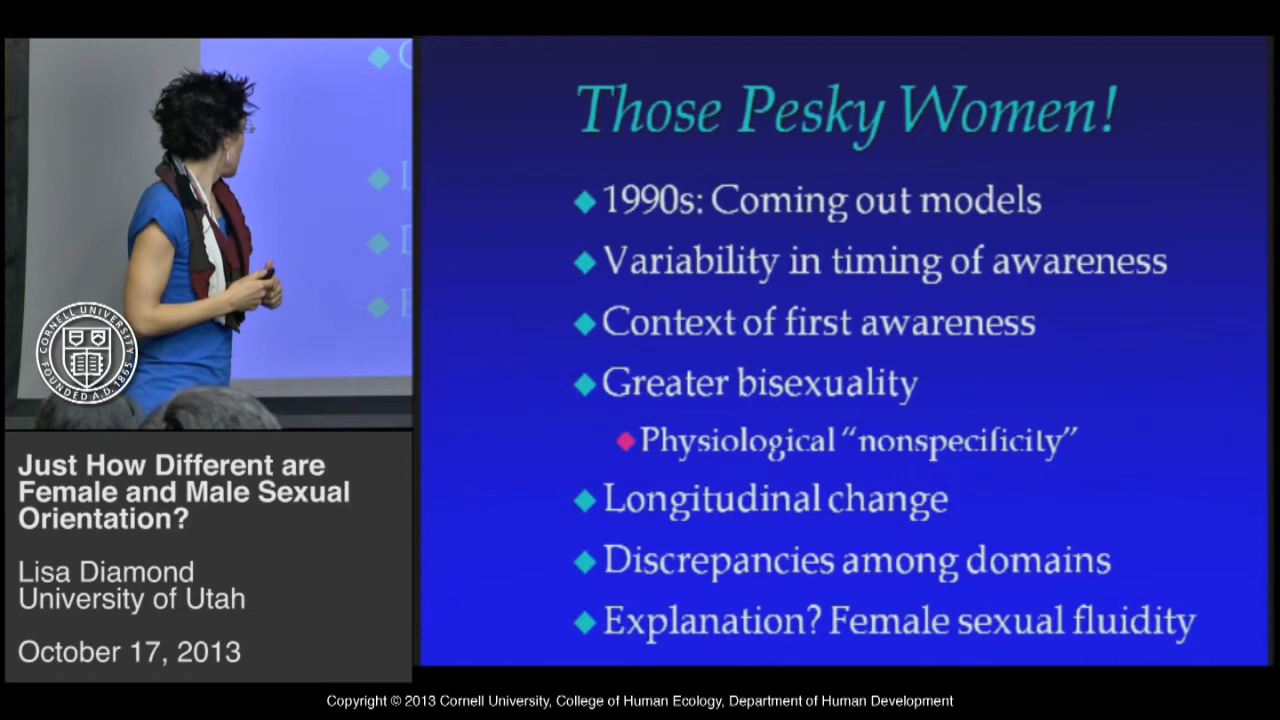 Those Pesky Women!
1990s: Coming out models
Variability in timing of awareness
Context of first awareness
Greater bisexuality
Physiological “nonspecificity”
Longitudinal change
Discrepancies among domains
Explanation? Female sexual fluidity
CORNELL UNIVERSITY
FOUNDED A.D. 1865
Just How Different are
Female and Male Sexual
Orientation?
Lisa Diamond
University of Utah
October 17, 2013
Copyright © 2013 Cornell University, College of Human Ecology, Department of Human Development